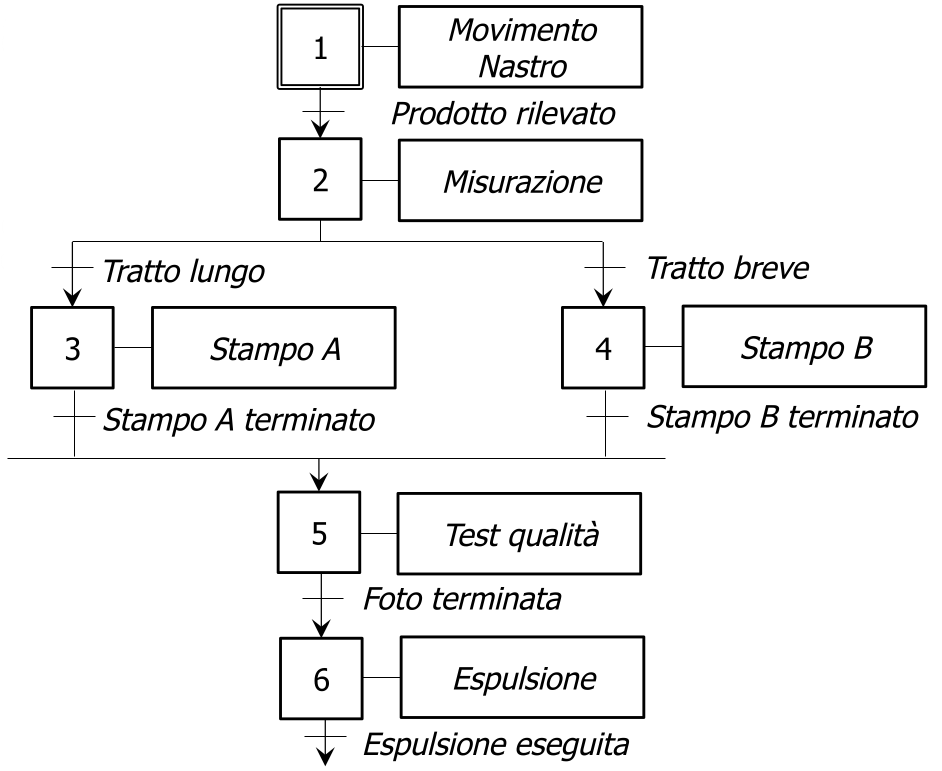 1
Movimento
Nastro
Prodotto rilevato
2
Misurazione
Tratto lungo
Tratto breve
3
Stampo A
4
Stampo B
Stampo A terminato
Stampo B terminato
5
Test qualità
Foto terminata
6
Espulsione
Espulsione eseguita